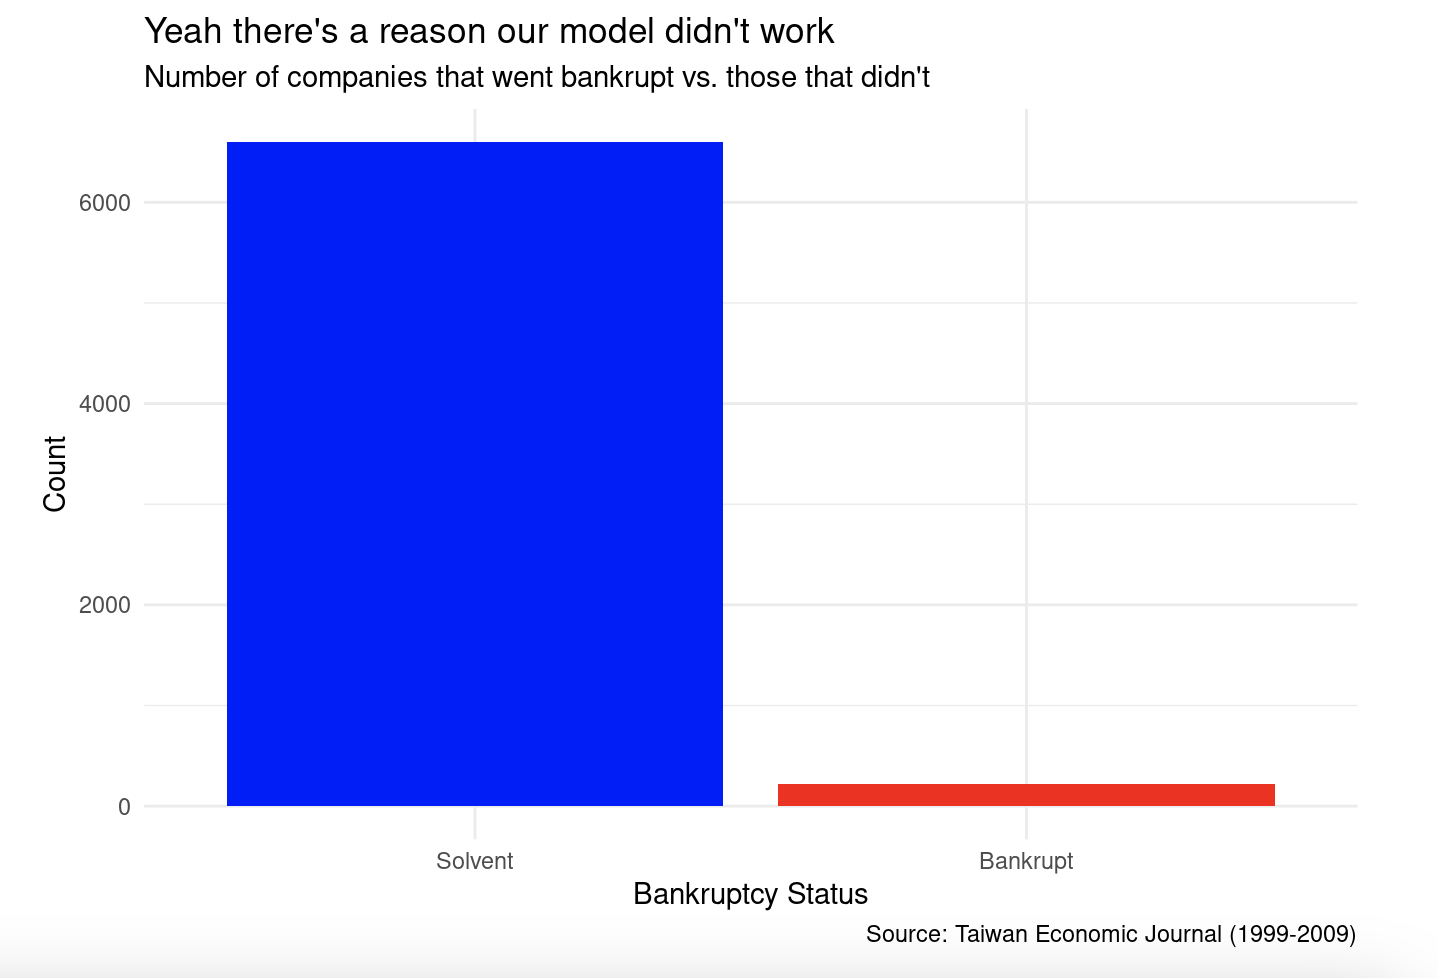 Yeah there's a reason our model didn't work
Number of companies that went bankrupt vs. those that didn't
6000
4000
2000
0
Count
Solvent
Bankrupt
Bankruptcy Status
Source: Taiwan Economic Journal (1999-2009)